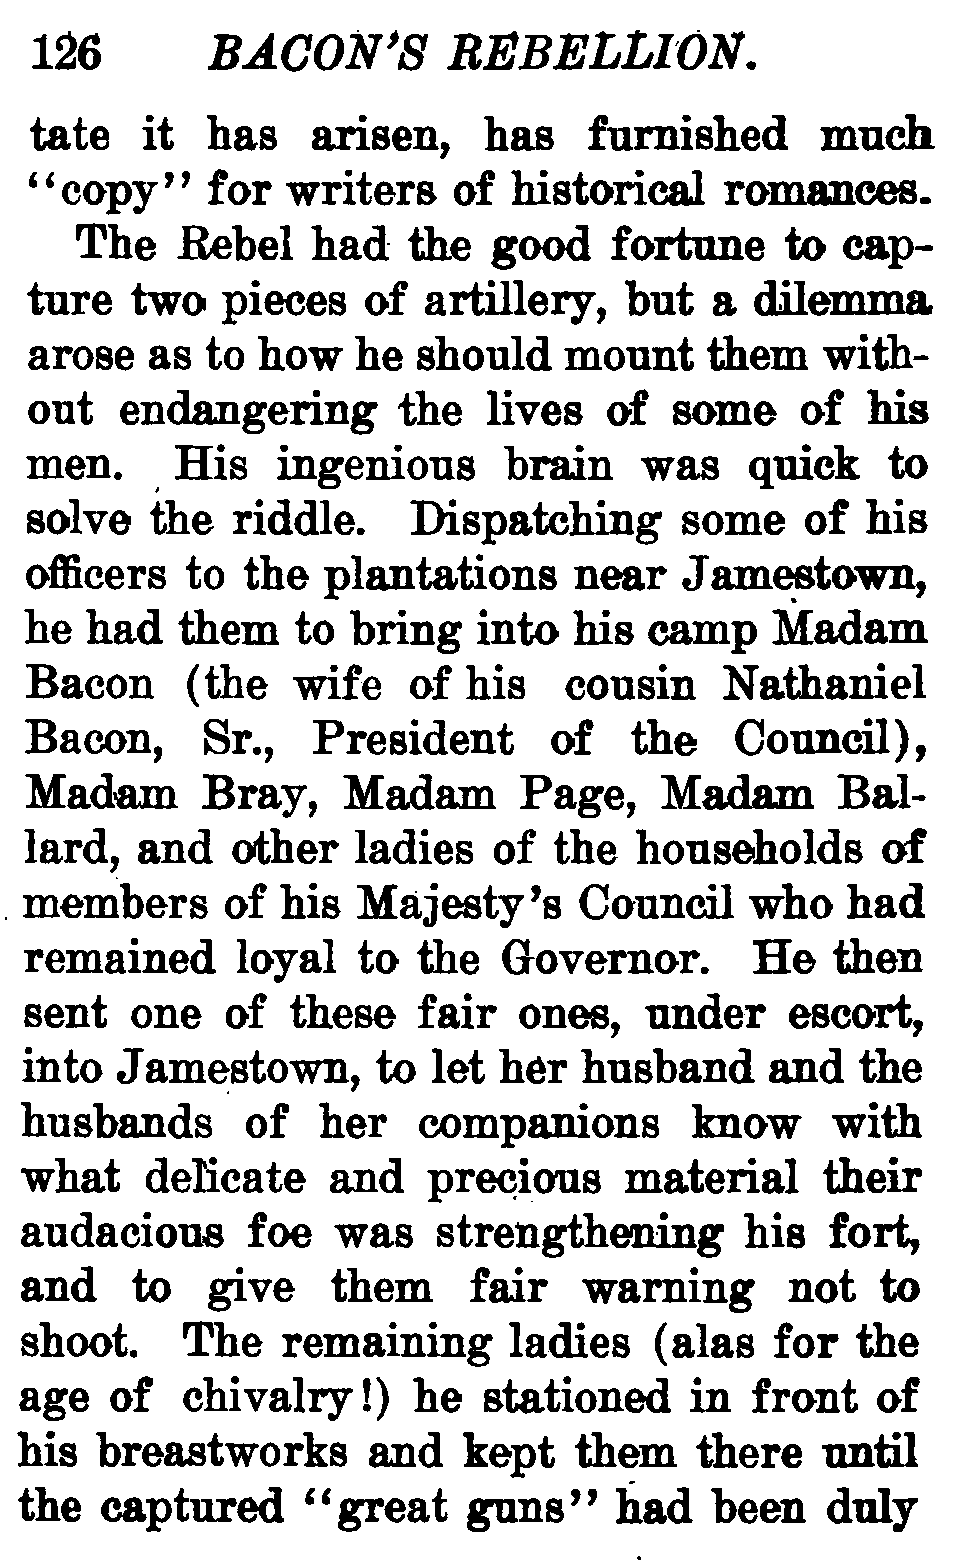 126 BACON'S REBELLION.
tate it has arisen, has furnished much
"copy" for writers of historical romances.
The Rebel had the good fortune to cap-
ture two pieces of artillery, but a dilemma
arose as to how he should mount them with-
out endangering the lives of some of his
men. His ingenious brain was quick to
solve the riddle. Dispatching some of his
officers to the plantations near Jamestown,
he had them to bring into his camp Madam
Bacon (the wife of his cousin Nathaniel
Bacon, Sr., President of the Council),
Madam Bray, Madam Page, Madam Bal-
lard, and other ladies of the households of
members of his Majesty's Council who had
remained loyal to the Governor. He then
sent one of these fair ones, under escort,
into Jamestown, to let her husband and the
husbands of her companions know with
what delicate and precious material their
audacious foe was strengthening his fort,
and to give them fair warning not to
shoot. The remaining ladies (alas for the
age of chivalry!) he stationed in front of
his breastworks and kept them there until
the captured "great guns" had been duly